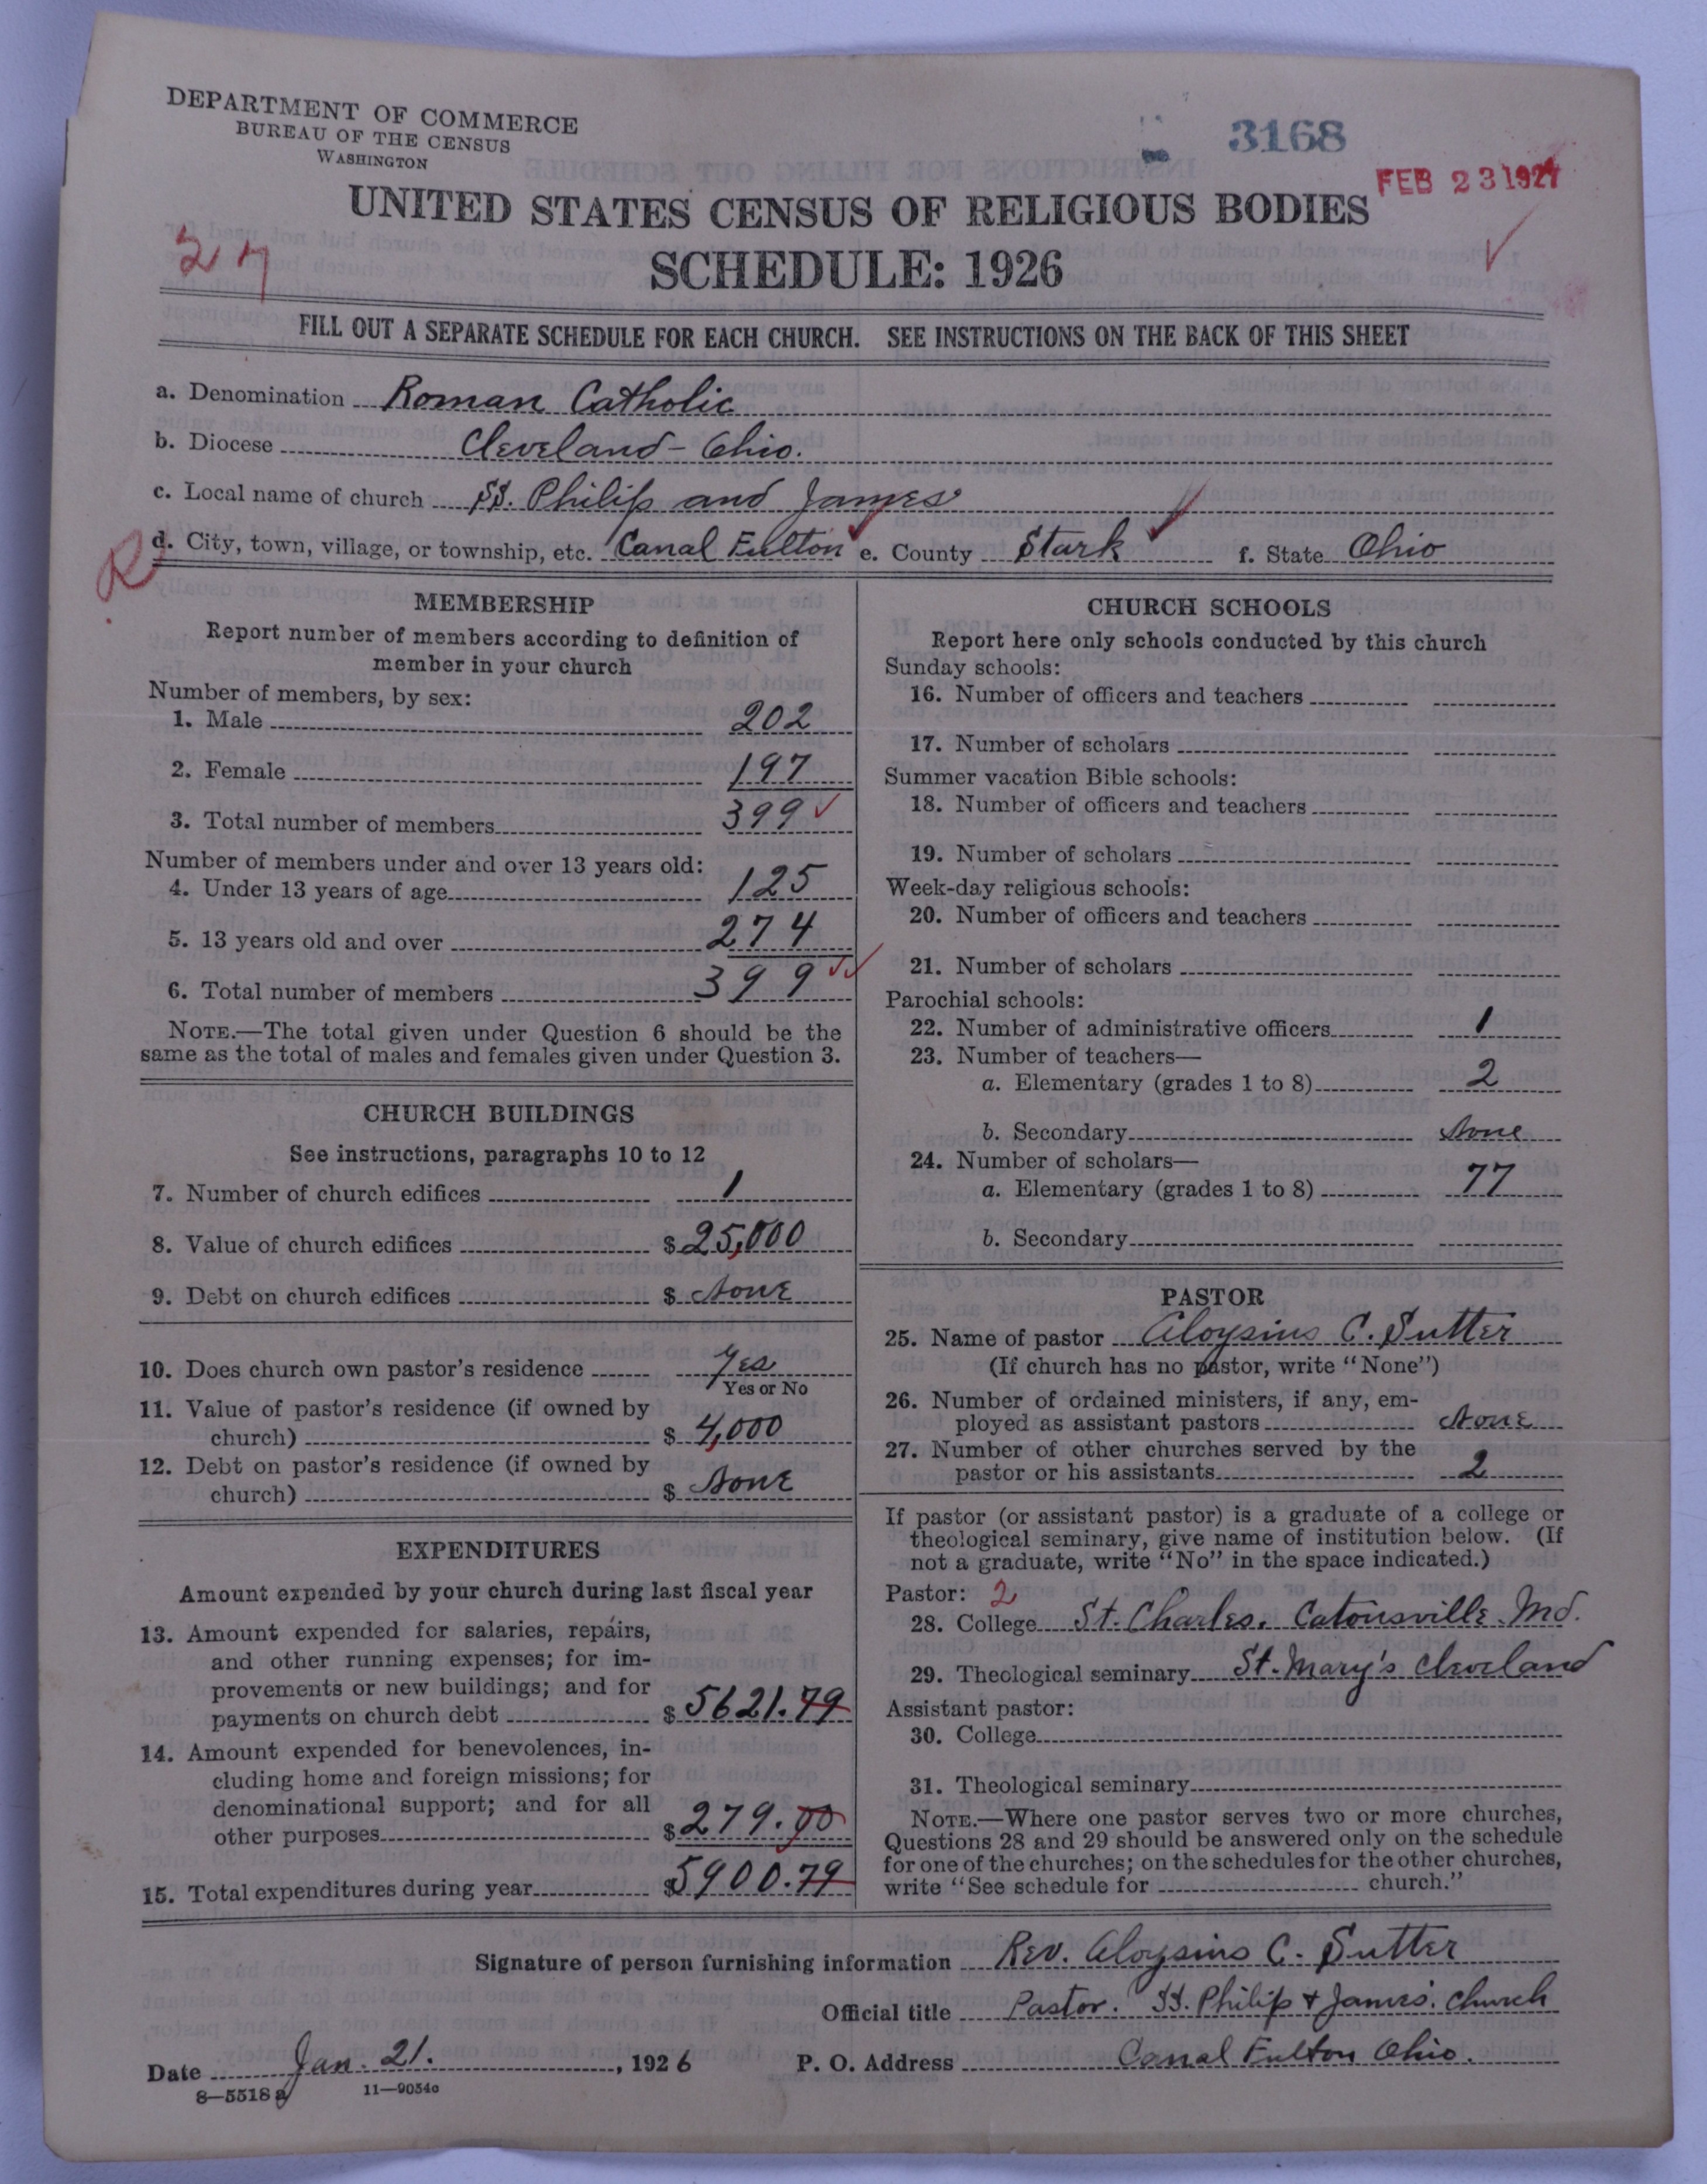 DEPARTMENT OF COMMERCE
BUREAU OF THE CENSUS
WASHINGTON
3168
FEB 23 1927
UNITED STATES CENSUS OF RELIGIOUS BODIES
SCHEDULE: 1926
FILL OUT A SEPARATE SCHEDULE FOR EACH CHURCH. SEE INSTRUCTIONS ON THE BACK OF THIS SHEET
a. Denomination Roman Catholic
b. Diocese Cleveland - Ohio.
c. Local name of church SS. Philip and James
R
d. City, town, village, or township, etc. Canal Fulton e. County Stark f. State Ohio
MEMBERSHIP
Report number of members according to definition of
member in your church
Number of members, by sex:
1. Male 202
2. Female 197
3. Total number of members 399
Number of members under and over 13 years old:
4. Under 13 years of age 125
5. 13 years old and over 274
6. Total number of members 399
NOTE.—The total given under Question 6 should be the
same as the total of males and females given under Question 3.
CHURCH BUILDINGS
See instructions, paragraphs 10 to 12
7. Number of church edifices 1
8. Value of church edifices $ 25,000
9. Debt on church edifices $ None
10. Does church own pastor's residence Yes
Yes or No
11. Value of pastor's residence (if owned by
church) $ 4,000
12. Debt on pastor's residence (if owned by
church) $ None
EXPENDITURES
Amount expended by your church during last fiscal year
13. Amount expended for salaries, repairs,
and other running expenses; for im-
provements or new buildings; and for
payments on church debt $ 5621.79
14. Amount expended for benevolences, in-
cluding home and foreign missions; for
denominational support; and for all
other purposes $ 279.00
15. Total expenditures during year $ 5900.79
CHURCH SCHOOLS
Report here only schools conducted by this church
Sunday schools:
16. Number of officers and teachers
17. Number of scholars
Summer vacation Bible schools:
18. Number of officers and teachers
19. Number of scholars
Week-day religious schools:
20. Number of officers and teachers
21. Number of scholars
Parochial schools:
22. Number of administrative officers 1
23. Number of teachers—
a. Elementary (grades 1 to 8) 2
b. Secondary None
24. Number of scholars—
a. Elementary (grades 1 to 8) 77
b. Secondary
PASTOR
25. Name of pastor Aloysius C. Sutter
(If church has no pastor, write "None")
26. Number of ordained ministers, if any, em-
ployed as assistant pastors None
27. Number of other churches served by the
pastor or his assistants 2
If pastor (or assistant pastor) is a graduate of a college or
theological seminary, give name of institution below. (If
not a graduate, write "No" in the space indicated.)
Pastor: 2
28. College St. Charles. Catonsville. Md.
29. Theological seminary St. Mary's Cleveland
Assistant pastor:
30. College
31. Theological seminary
NOTE.—Where one pastor serves two or more churches,
Questions 28 and 29 should be answered only on the schedule
for one of the churches; on the schedules for the other churches,
write "See schedule for church."
Signature of person furnishing information Rev. Aloysius C. Sutter
Official title Pastor. SS. Philip + James. Church
Date Jan. 21. , 1926 P. O. Address Canal Fulton Ohio.
8—5518 a 11—9054c